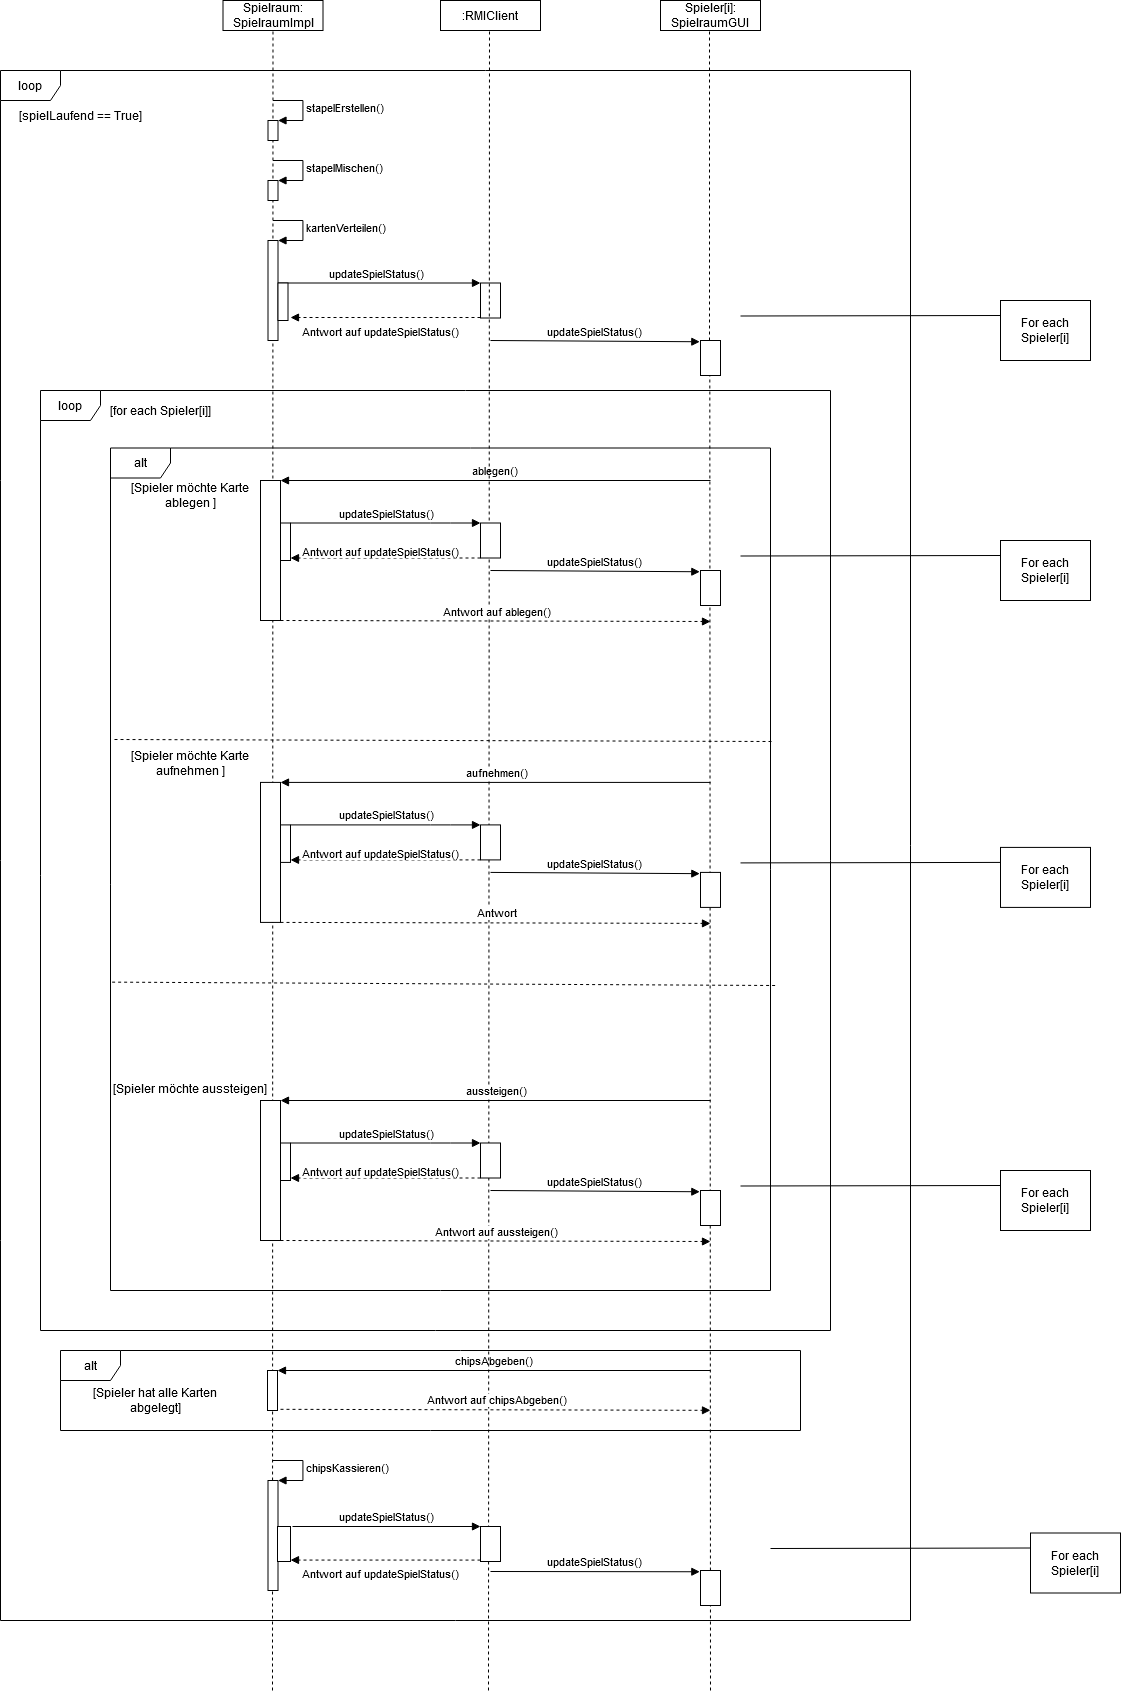 Spielraum:
SpielraumImpl
:RMIClient
Spieler[i]:
SpielraumGUI
loop
[spielLaufend == True]
stapelErstellen()
stapelMischen()
kartenVerteilen()
updateSpielStatus()
Antwort auf updateSpielStatus()
updateSpielStatus()
For each
Spieler[i]
loop
[for each Spieler[i]]
alt
[Spieler möchte Karte
ablegen ]
ablegen()
updateSpielStatus()
Antwort auf updateSpielStatus()
updateSpielStatus()
For each
Spieler[i]
Antwort auf ablegen()
[Spieler möchte Karte
aufnehmen ]
aufnehmen()
updateSpielStatus()
Antwort auf updateSpielStatus()
updateSpielStatus()
For each
Spieler[i]
Antwort
[Spieler möchte aussteigen]
aussteigen()
updateSpielStatus()
Antwort auf updateSpielStatus()
updateSpielStatus()
For each
Spieler[i]
Antwort auf aussteigen()
alt
[Spieler hat alle Karten
abgelegt]
chipsAbgeben()
Antwort auf chipsAbgeben()
chipsKassieren()
updateSpielStatus()
Antwort auf updateSpielStatus()
updateSpielStatus()
For each
Spieler[i]